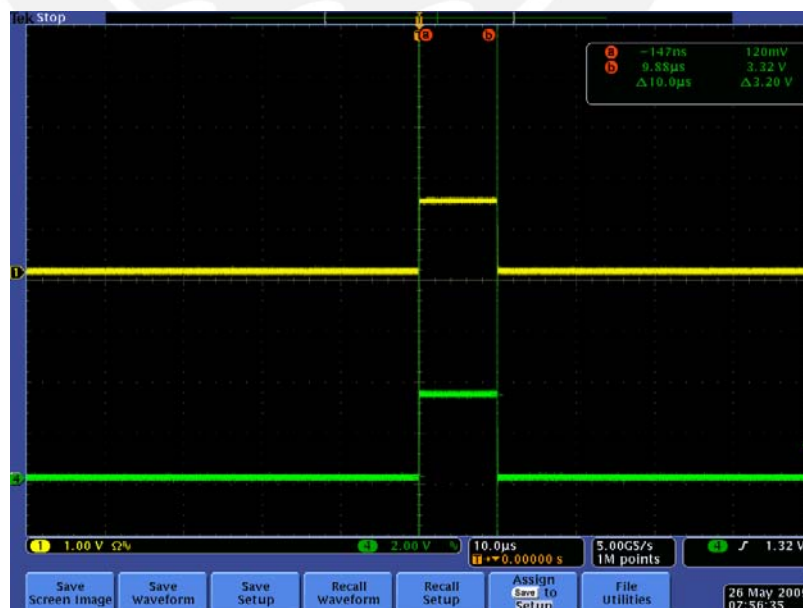 Tek Stop
T
a b
a -147ns 120mV
b 9.88µs 3.32 V
Δ10.0µs Δ3.20 V
1
4
1 1.00 V Ω
4 2.00 V
10.0µs
T 0.00000 s
5.00GS/s
1M points
4 1.32 V
Save Screen Image
Save Waveform
Save Setup
Recall Waveform
Recall Setup
Assign Save to Setup
File Utilities
26 May 200
07:56:35